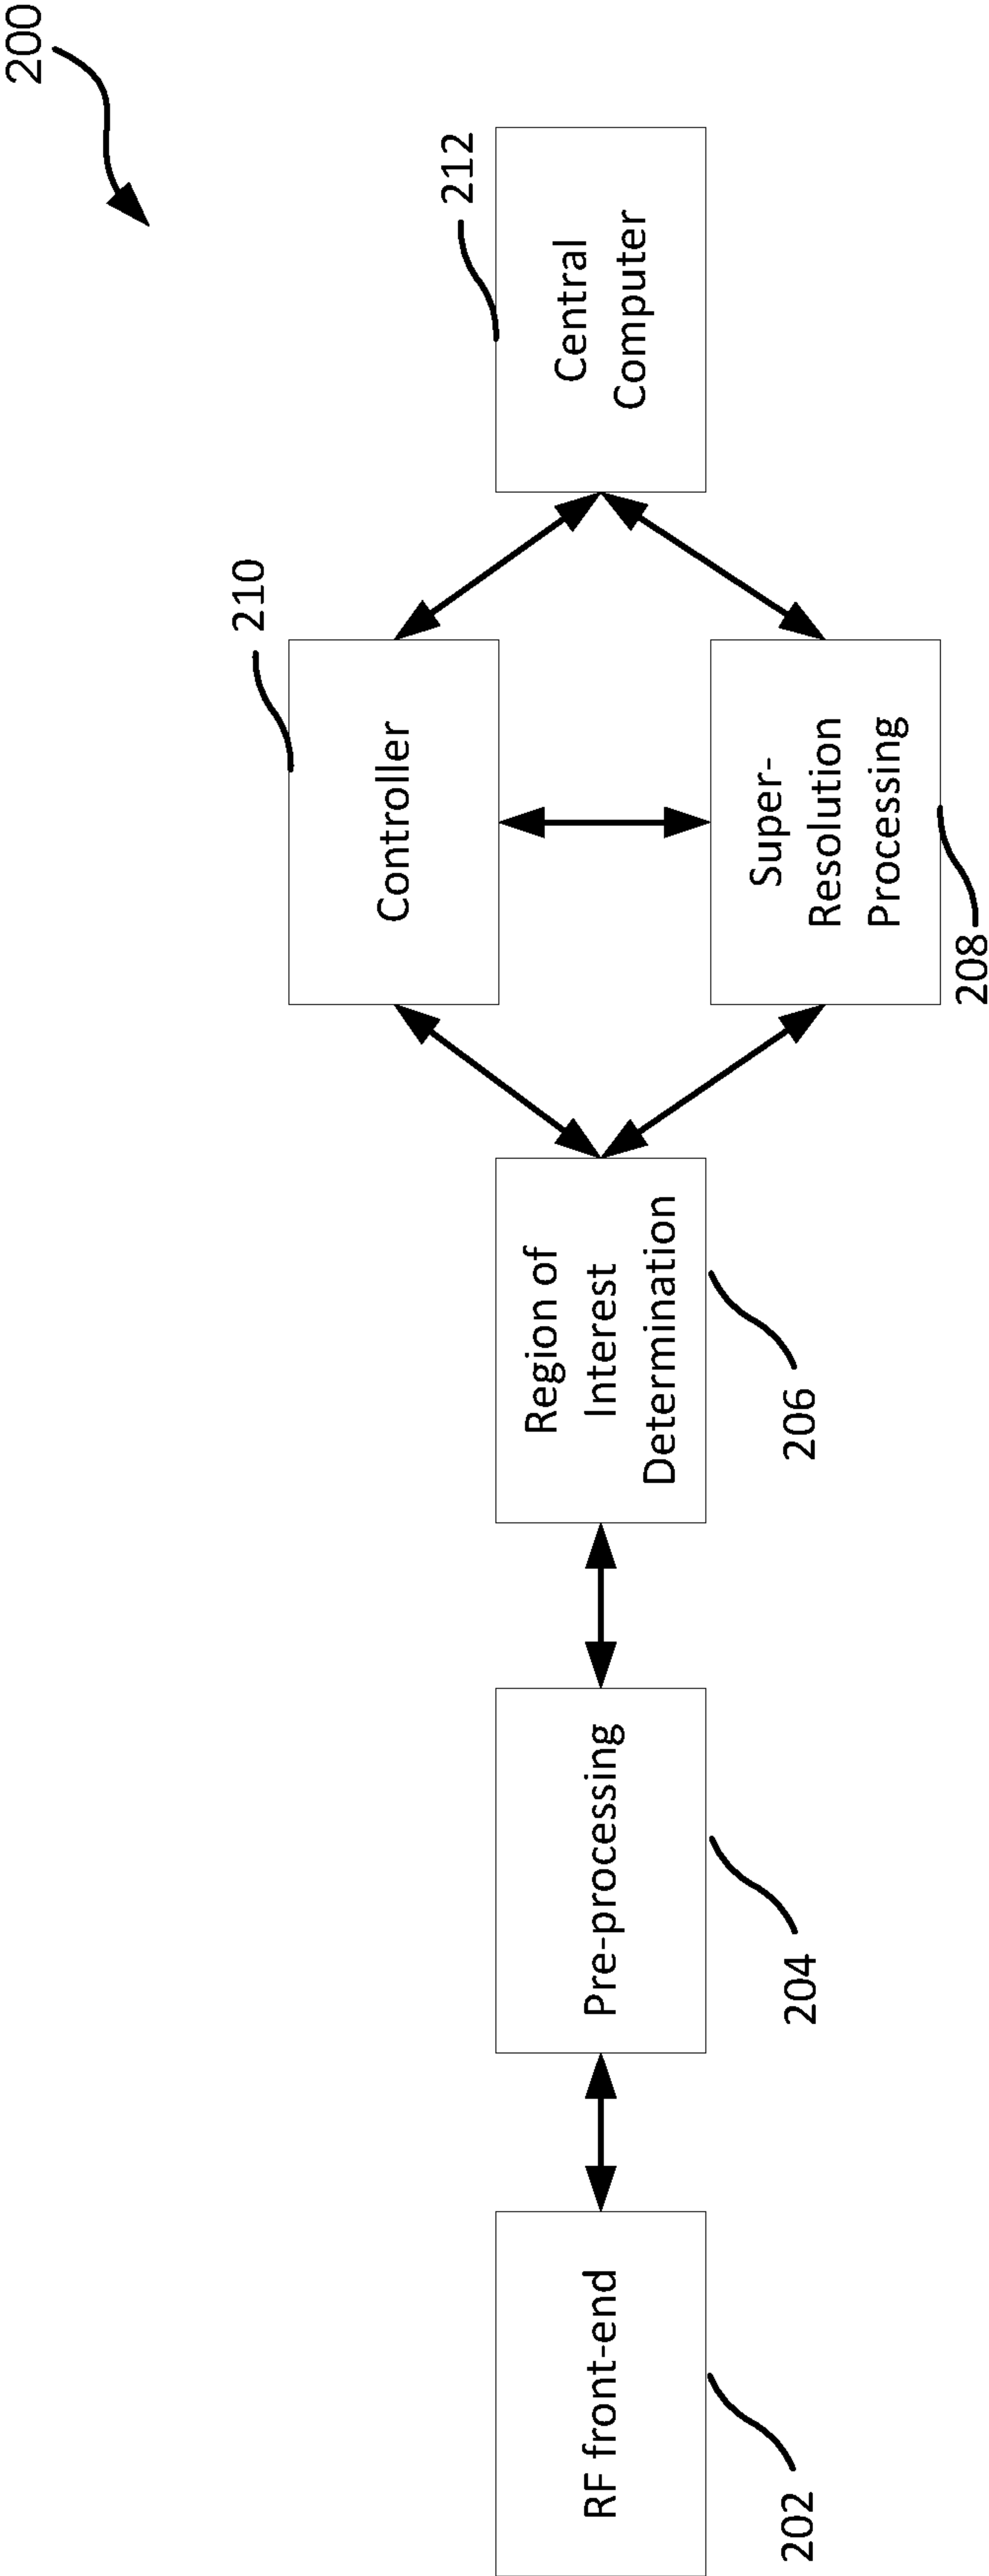 200
RF front-end
202
Pre-processing
204
Region of
Interest
Determination
206
Controller
210
Super-
Resolution
Processing
208
Central
Computer
212